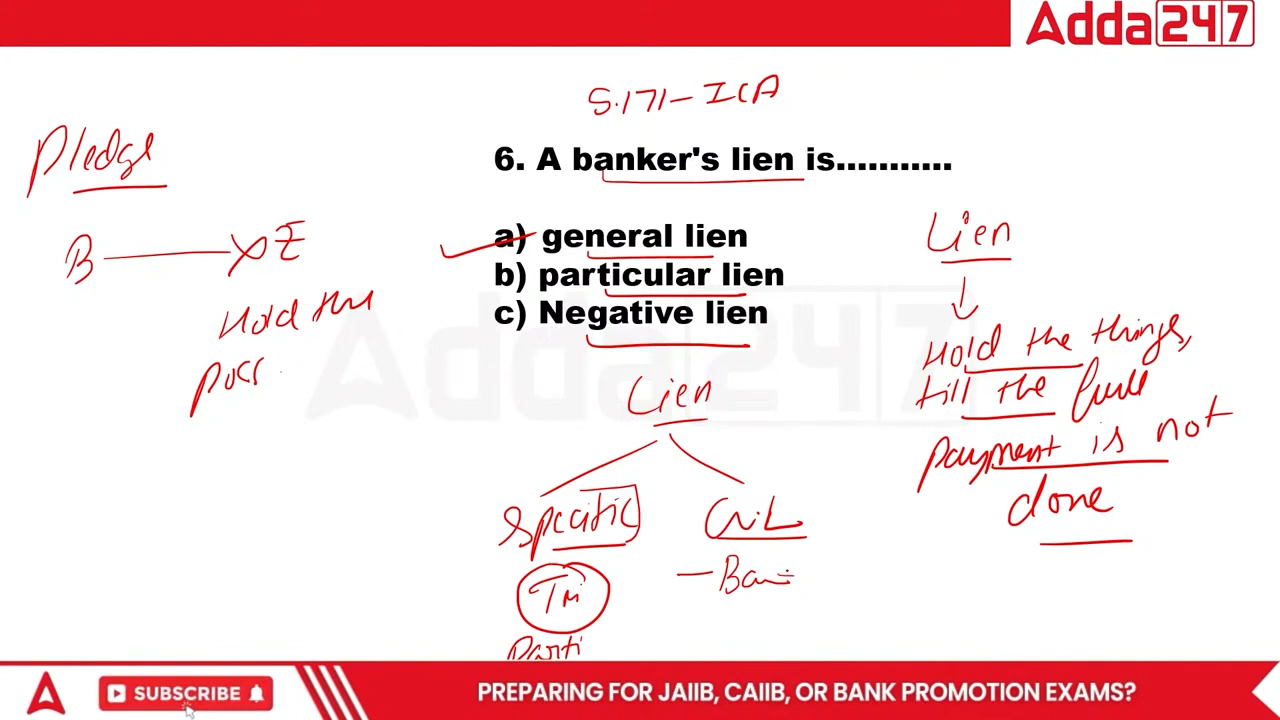 Adda247
S.171-ICA
6. A banker's lien is...........
a) general lien
b) particular lien
c) Negative lien
Pledge
B
E
Hold the
Lien
Hold the things,
till the full
payment is not
done
Lien
Specific
G.L
Parti
Adda247
SUBSCRIBE
PREPARING FOR JAIIB, CAIIB, OR BANK PROMOTION EXAMS?